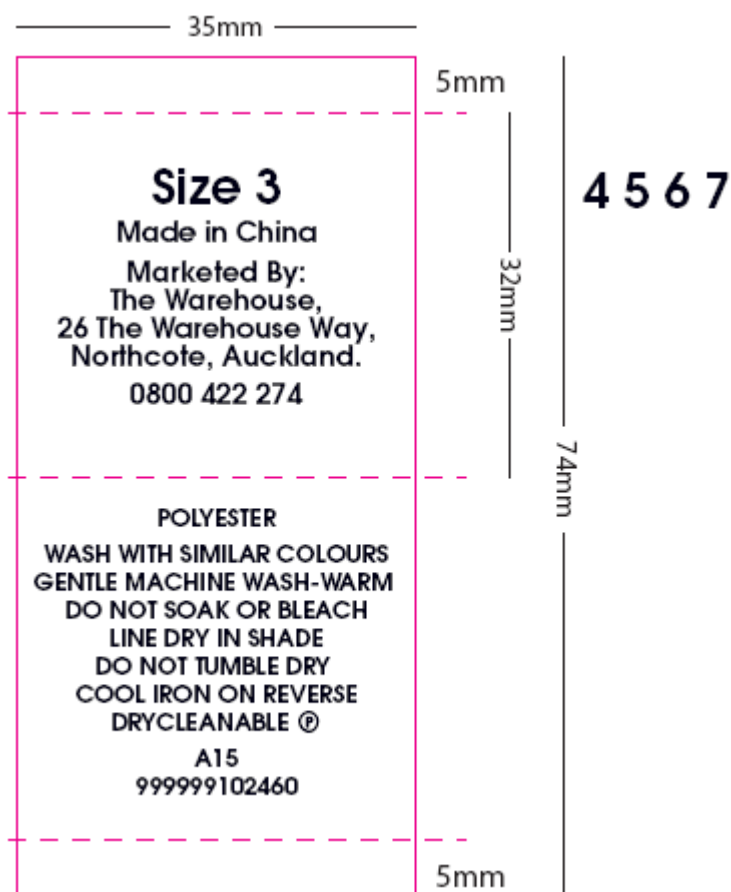 35mm
5mm
Size 3
4 5 6 7
Made in China
Marketed By:
The Warehouse,
26 The Warehouse Way,
Northcote, Auckland.
0800 422 274
32mm
74mm
POLYESTER
WASH WITH SIMILAR COLOURS
GENTLE MACHINE WASH-WARM
DO NOT SOAK OR BLEACH
LINE DRY IN SHADE
DO NOT TUMBLE DRY
COOL IRON ON REVERSE
DRYCLEANABLE Ⓟ
A15
999999102460
5mm